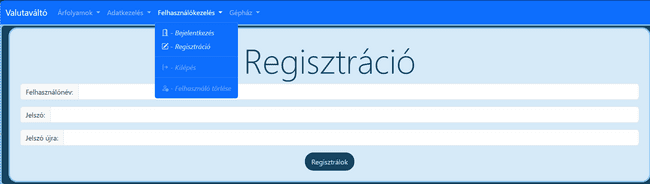 Valutaváltó Árfolyamok Adatkezelés Felhasználókezelés Gépház
- Bejelentkezés
- Regisztráció
- Kilépés
- Felhasználó törlése
Regisztráció
Felhasználónév:
Jelszó:
Jelszó újra:
Regisztrálok